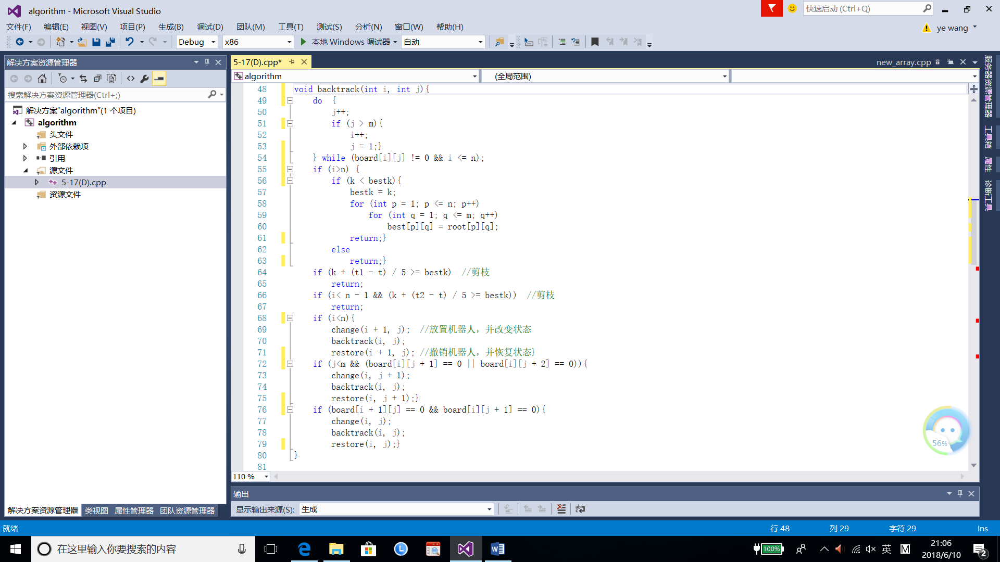 algorithm - Microsoft Visual Studio
快速启动 (Ctrl+Q)
文件(F) 编辑(E) 视图(V) 项目(P) 生成(B) 调试(D) 团队(M) 工具(T) 测试(S) 分析(N) 窗口(W) 帮助(H)
ye wang
Debug x86 本地 Windows 调试器 自动
解决方案资源管理器
搜索解决方案资源管理器(Ctrl+;)
解决方案"algorithm"(1 个项目)
algorithm
头文件
外部依赖项
引用
源文件
5-17(D).cpp
资源文件
解决方案资源管理器 类视图 属性管理器 团队资源管理器
5-17(D).cpp*
new_array.cpp
algorithm (全局范围)
48 void backtrack(int i, int j){
49 do {
50 j++;
51 if (j > m){
52 i++;
53 j = 1;}
54 } while (board[i][j] != 0 && i <= n);
55 if (i>n) {
56 if (k < bestk){
57 bestk = k;
58 for (int p = 1; p <= n; p++)
59 for (int q = 1; q <= m; q++)
60 best[p][q] = root[p][q];
61 return;}
62 else
63 return;}
64 if (k + (t1 - t) / 5 >= bestk) //剪枝
65 return;
66 if (i< n - 1 && (k + (t2 - t) / 5 >= bestk)) //剪枝
67 return;
68 if (i<n){
69 change(i + 1, j); //放置机器人，并改变状态
70 backtrack(i, j);
71 restore(i + 1, j); //撤销机器人，并恢复状态}
72 if (j<m && (board[i][j + 1] == 0 || board[i][j + 2] == 0)){
73 change(i, j + 1);
74 backtrack(i, j);
75 restore(i, j + 1);}
76 if (board[i + 1][j] == 0 && board[i][j + 1] == 0){
77 change(i, j);
78 backtrack(i, j);
79 restore(i, j);}
80 }
81
110 %
服务器资源管理器
工具箱
属性
诊断工具
56%
输出
显示输出来源(S): 生成
就绪 行 48 列 29 字符 29 Ins
在这里输入你要搜索的内容
100%
英
M
21:06
2018/6/10
2